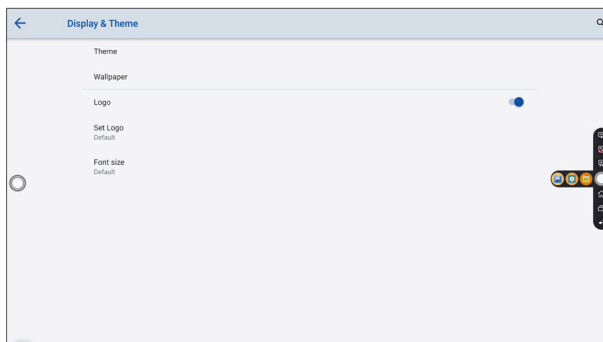 Display & Theme
Theme
Wallpaper
Logo
Set Logo
Default
Font size
Default